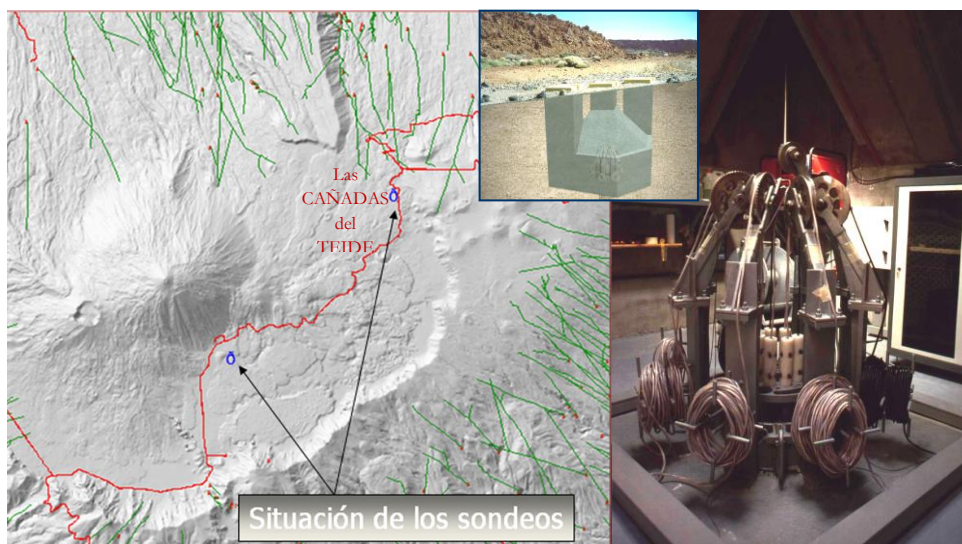 Las
CAÑADAS
del
TEIDE
ð
ð
Situación de los sondeos